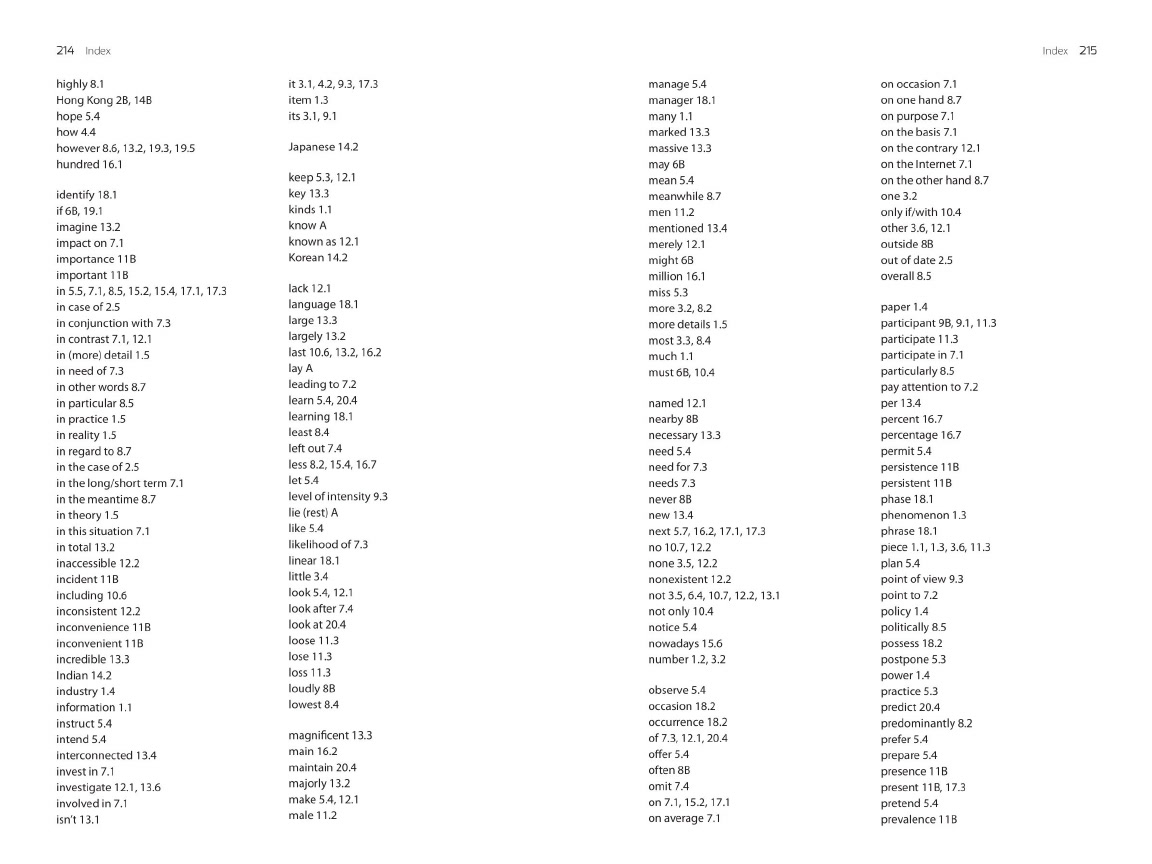 214 Index
highly 8.1
Hong Kong 2B, 14B
hope 5.4
how 4.4
however 8.6, 13.2, 19.3, 19.5
hundred 16.1
identify 18.1
if 6B, 19.1
imagine 13.2
impact on 7.1
importance 11B
important 11B
in 5.5, 7.1, 8.5, 15.2, 15.4, 17.1, 17.3
in case of 2.5
in conjunction with 7.3
in contrast 7.1, 12.1
in (more) detail 1.5
in need of 7.3
in other words 8.7
in particular 8.5
in practice 1.5
in reality 1.5
in regard to 8.7
in the case of 2.5
in the long/short term 7.1
in the meantime 8.7
in theory 1.5
in this situation 7.1
in total 13.2
inaccessible 12.2
incident 11B
including 10.6
inconsistent 12.2
inconvenience 11B
inconvenient 11B
incredible 13.3
Indian 14.2
industry 1.4
information 1.1
instruct 5.4
intend 5.4
interconnected 13.4
invest in 7.1
investigate 12.1, 13.6
involved in 7.1
isn't 13.1
it 3.1, 4.2, 9.3, 17.3
item 1.3
its 3.1, 9.1
Japanese 14.2
keep 5.3, 12.1
key 13.3
kinds 1.1
know A
known as 12.1
Korean 14.2
lack 12.1
language 18.1
large 13.3
largely 13.2
last 10.6, 13.2, 16.2
lay A
leading to 7.2
learn 5.4, 20.4
learning 18.1
least 8.4
left out 7.4
less 8.2, 15.4, 16.7
let 5.4
level of intensity 9.3
lie (rest) A
like 5.4
likelihood of 7.3
linear 18.1
little 3.4
look 5.4, 12.1
look after 7.4
look at 20.4
loose 11.3
lose 11.3
loss 11.3
loudly 8B
lowest 8.4
magnificent 13.3
main 16.2
maintain 20.4
majorly 13.2
make 5.4, 12.1
male 11.2
Index 215
manage 5.4
manager 18.1
many 1.1
marked 13.3
massive 13.3
may 6B
mean 5.4
meanwhile 8.7
men 11.2
mentioned 13.4
merely 12.1
might 6B
million 16.1
miss 5.3
more 3.2, 8.2
more details 1.5
most 3.3, 8.4
much 1.1
must 6B, 10.4
named 12.1
nearby 8B
necessary 13.3
need 5.4
need for 7.3
needs 7.3
never 8B
new 13.4
next 5.7, 16.2, 17.1, 17.3
no 10.7, 12.2
none 3.5, 12.2
nonexistent 12.2
not 3.5, 6.4, 10.7, 12.2, 13.1
not only 10.4
notice 5.4
nowadays 15.6
number 1.2, 3.2
observe 5.4
occasion 18.2
occurrence 18.2
of 7.3, 12.1, 20.4
offer 5.4
often 8B
omit 7.4
on 7.1, 15.2, 17.1
on average 7.1
on occasion 7.1
on one hand 8.7
on purpose 7.1
on the basis 7.1
on the contrary 12.1
on the Internet 7.1
on the other hand 8.7
one 3.2
only if/with 10.4
other 3.6, 12.1
outside 8B
out of date 2.5
overall 8.5
paper 1.4
participant 9B, 9.1, 11.3
participate 11.3
participate in 7.1
particularly 8.5
pay attention to 7.2
per 13.4
percent 16.7
percentage 16.7
permit 5.4
persistence 11B
persistent 11B
phase 18.1
phenomenon 1.3
phrase 18.1
piece 1.1, 1.3, 3.6, 11.3
plan 5.4
point of view 9.3
point to 7.2
policy 1.4
politically 8.5
possess 18.2
postpone 5.3
power 1.4
practice 5.3
predict 20.4
predominantly 8.2
prefer 5.4
prepare 5.4
presence 11B
present 11B, 17.3
pretend 5.4
prevalence 11B